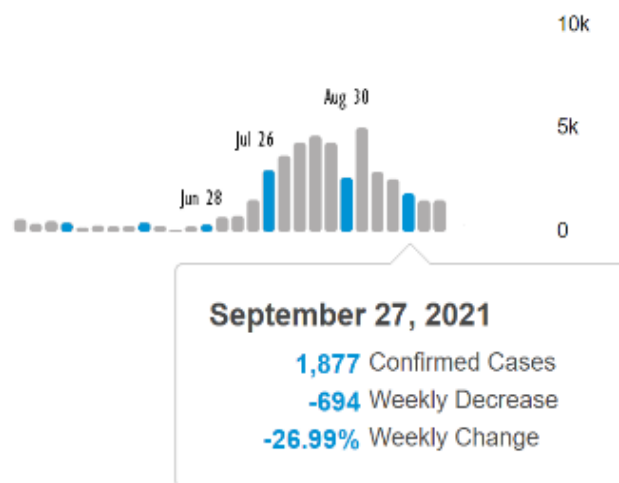 10k
Aug 30
5k
Jul 26
Jun 28
0
September 27, 2021
1,877 Confirmed Cases
-694 Weekly Decrease
-26.99% Weekly Change